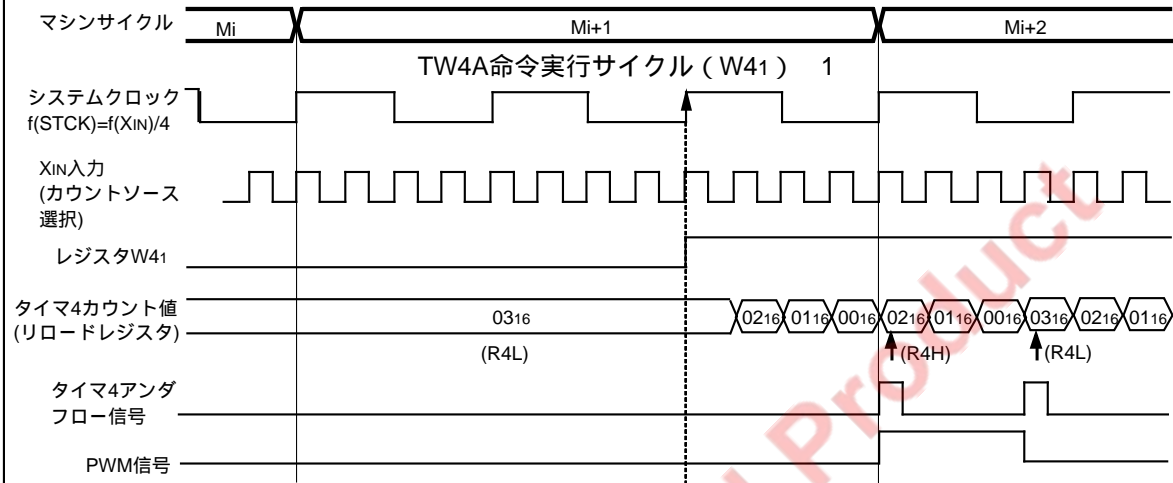 マシンサイクル Mi Mi+1 Mi+2
TW4A命令実行サイクル（W41） 1
システムクロック
f(STCK)=f(XIN)/4
XIN入力
(カウントソース
選択)
レジスタW41
タイマ4カウント値
(リロードレジスタ)
0316 0216 0116 0016 0216 0116 0016 0316 0216 0116
(R4L) (R4H) (R4L)
タイマ4アンダ
フロー信号
PWM信号
Product